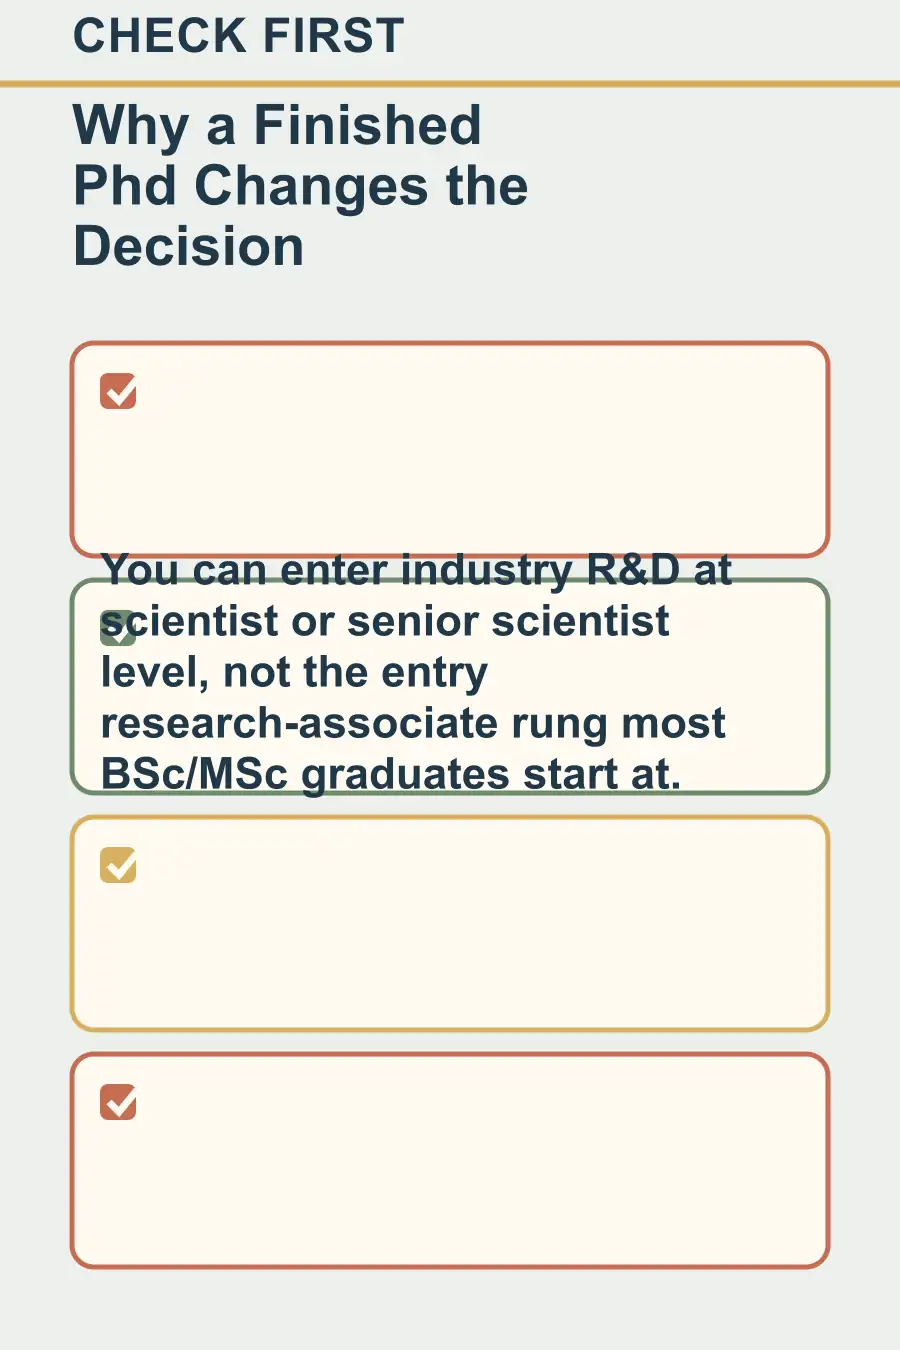 CHECK FIRST
Why a Finished
Phd Changes the
Decision
You can enter industry R&D at
scientist or senior scientist
level, not the entry
research-associate rung most
BSc/MSc graduates start at.